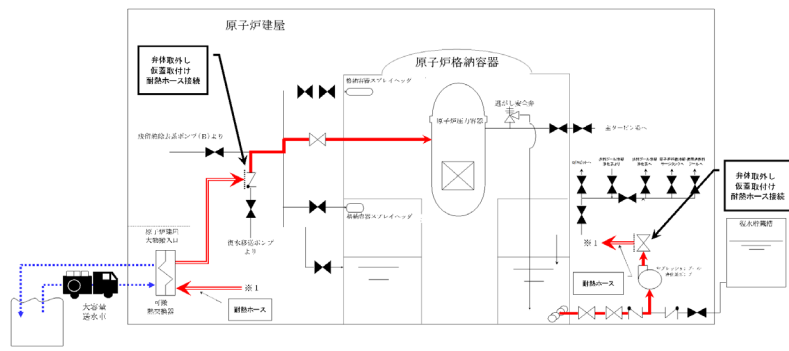 原子炉建屋
弁体取外し
仮蓋取付け
耐熱ホース接続
原子炉格納容器
格納容器スプレイヘッダ
逃がし安全弁
原子炉圧力容器
主タービン系へ
残留熱除去系ポンプ(B)より
弁体取外し
仮蓋取付け
耐熱ホース接続
格納容器スプレイヘッダ
復水移送ポンプ
より
原子炉建屋
大物搬入口
※1
復水貯蔵槽
サプレッションプール
浄化系ポンプ
耐熱ホース
※1
大容量
送水車
可搬
熱交換器
耐熱ホース